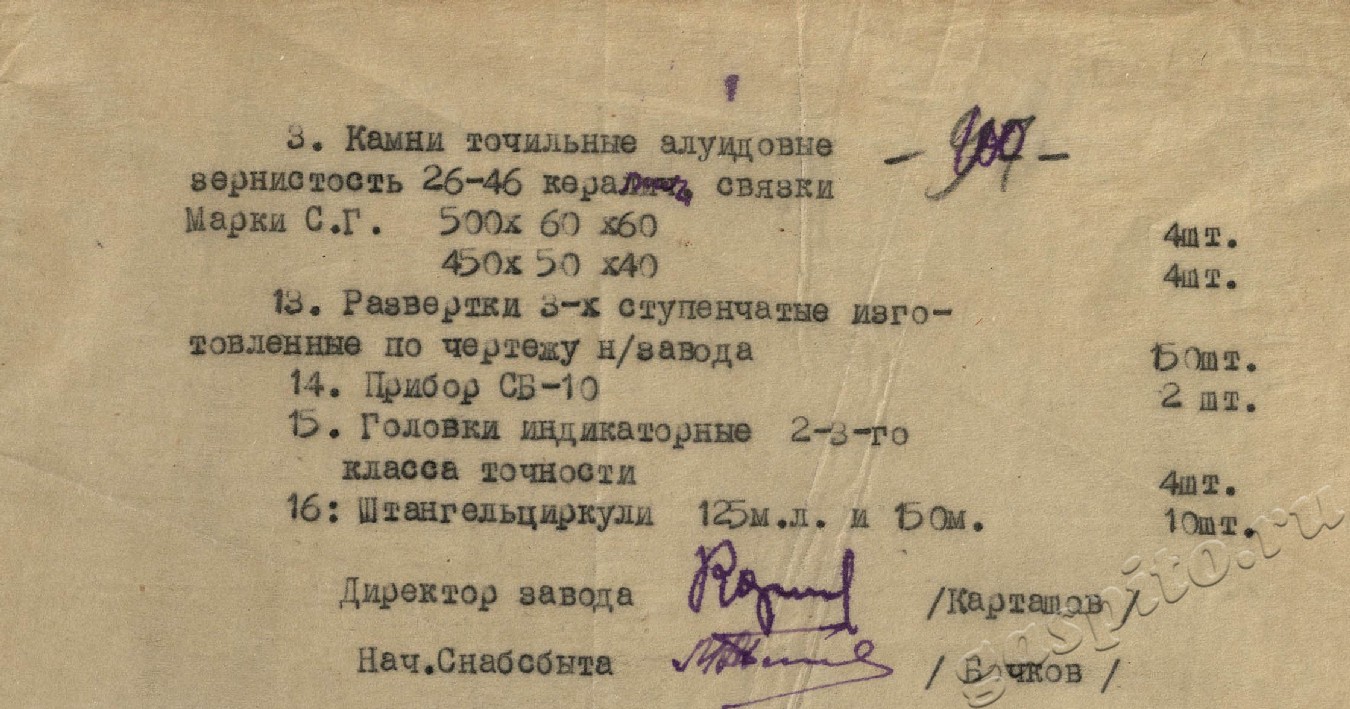 3. Камни точильные алуидовые
зернистость 26-46 керамич связки
Марки С.Г. 500х 60 х60 4шт.
450х 50 х40 4шт.
13. Развертки 3-х ступенчатые изго-
товленные по чертежу н/завода 150шт.
14. Прибор СБ-10 2 шт.
15. Головки индикаторные 2-3-го
класса точности 4шт.
16: Штангельциркули 125м.л. и 150м. 10шт.
Директор завода /Карташов/
Нач.Снабсбыта / Бочков /
gaspito.ru